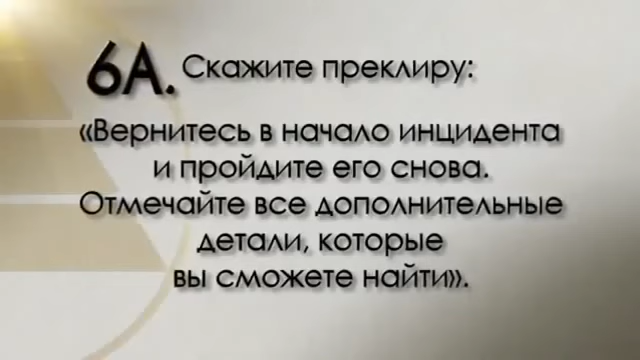 6А. Скажите преклиру:
«Вернитесь в начало инцидента
и пройдите его снова.
Отмечайте все дополнительные
детали, которые
вы сможете найти».